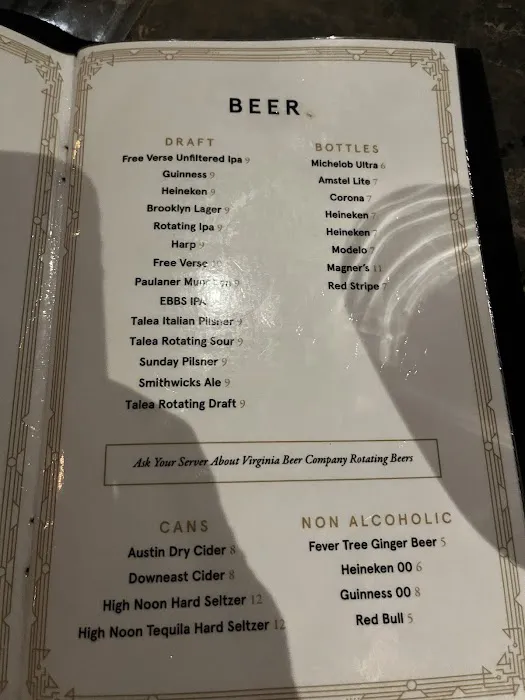 BEER
DRAFT
Free Verse Unfiltered Ipa 9
Guinness 9
Heineken 9
Brooklyn Lager 9
Rotating Ipa 9
Harp 9
Free Verse
Paulaner
EBBS IPA
Talea Italian Pilsner 9
Talea Rotating Sour 9
Sunday Pilsner 9
Smithwicks Ale 9
Talea Rotating Draft 9
BOTTLES
Michelob Ultra 6
Amstel Lite 7
Corona 7
Heineken 7
Heineken 7
Modelo 7
Magner's 11
Red Stripe 7
Ask Your Server About Virginia Beer Company Rotating Beers
CANS
Austin Dry Cider 8
Downeast Cider 8
High Noon Hard Seltzer 12
High Noon Tequila Hard Seltzer 12
NON ALCOHOLIC
Fever Tree Ginger Beer 5
Heineken 00 6
Guinness 00 8
Red Bull 5